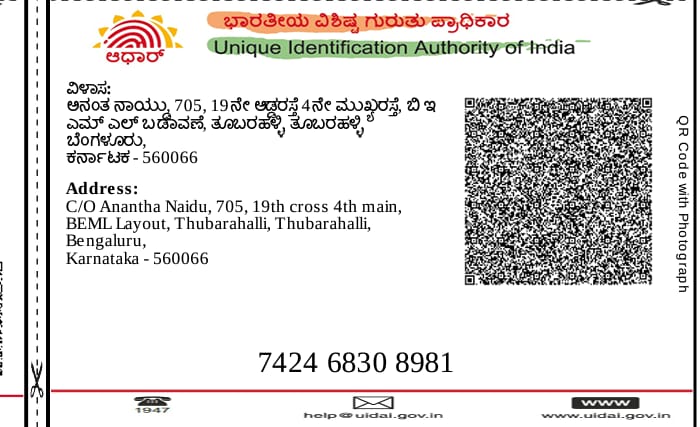 ಭಾರತೀಯ ವಿಶಿಷ್ಟ ಗುರುತು ಪ್ರಾಧಿಕಾರ
Unique Identification Authority of India
ಆಧಾರ್
ವಿಳಾಸ:
ಅನಂತ ನಾಯ್ಡು, 705, 19ನೇ ಅಡ್ಡರಸ್ತೆ 4ನೇ ಮುಖ್ಯರಸ್ತೆ, ಬಿ ಇ
ಎಮ್ ಎಲ್ ಬಡಾವಣೆ, ತೂಬರಹಳ್ಳಿ, ತೂಬರಹಳ್ಳಿ,
ಬೆಂಗಳೂರು,
ಕರ್ನಾಟಕ - 560066
Address:
C/O Anantha Naidu, 705, 19th cross 4th main,
BEML Layout, Thubarahalli, Thubarahalli,
Bengaluru,
Karnataka - 560066
QR Code with Photograph
7424 6830 8981
1947
help@uidai.gov.in
www
www.uidai.gov.in